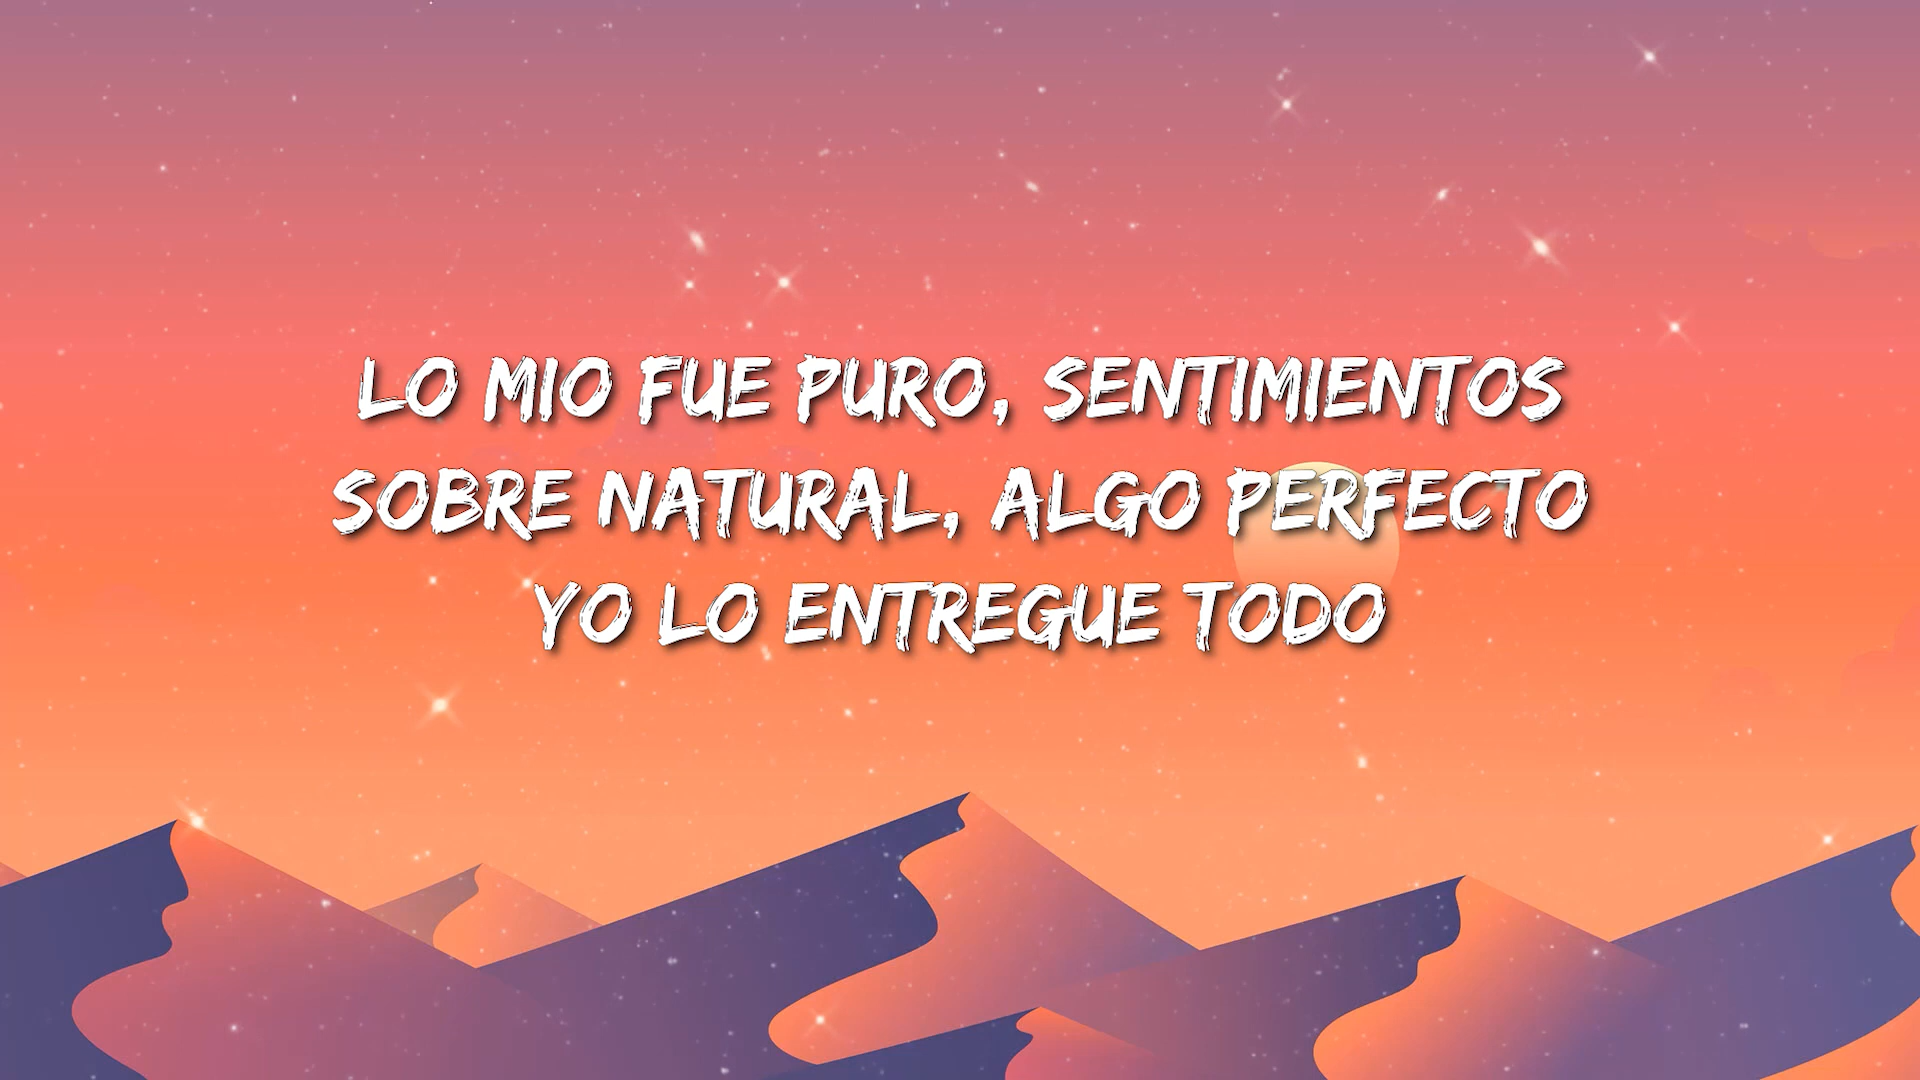 LO MIO FUE PURO, SENTIMIENTOS
SOBRE NATURAL, ALGO PERFECTO
YO LO ENTREGUE TODO